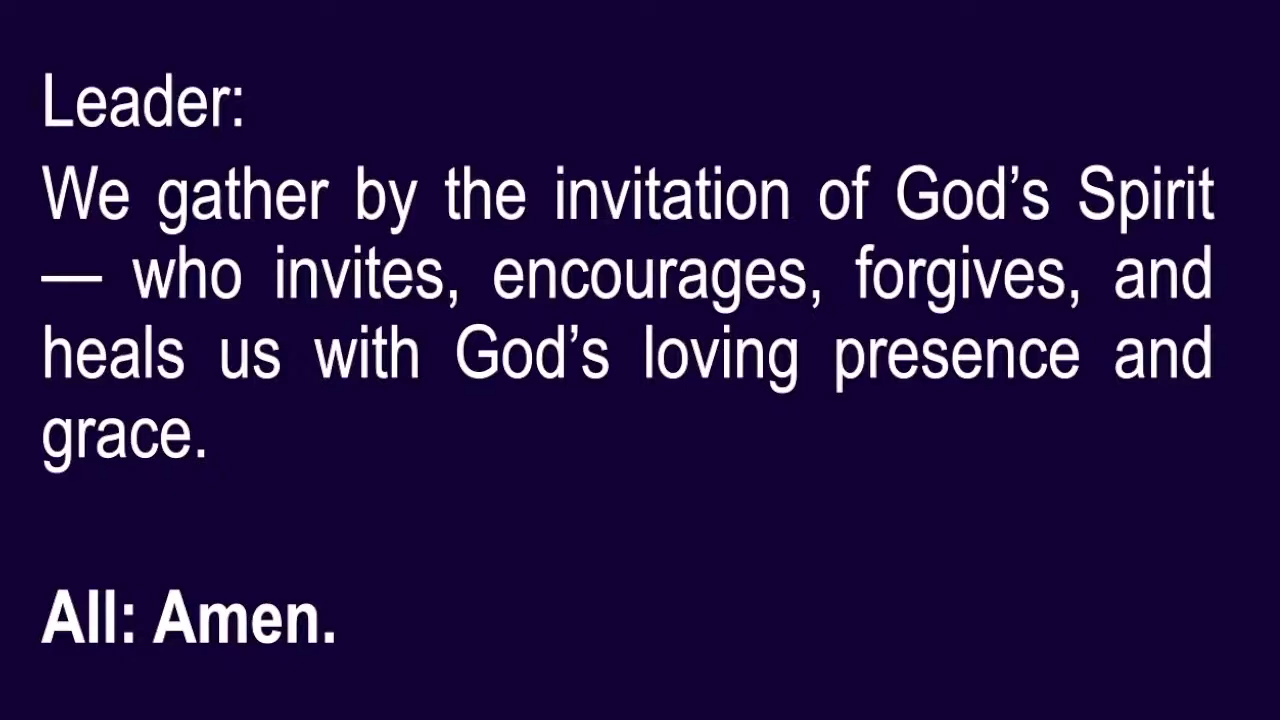 Leader:
We gather by the invitation of God’s Spirit
— who invites, encourages, forgives, and
heals us with God’s loving presence and
grace.
All: Amen.